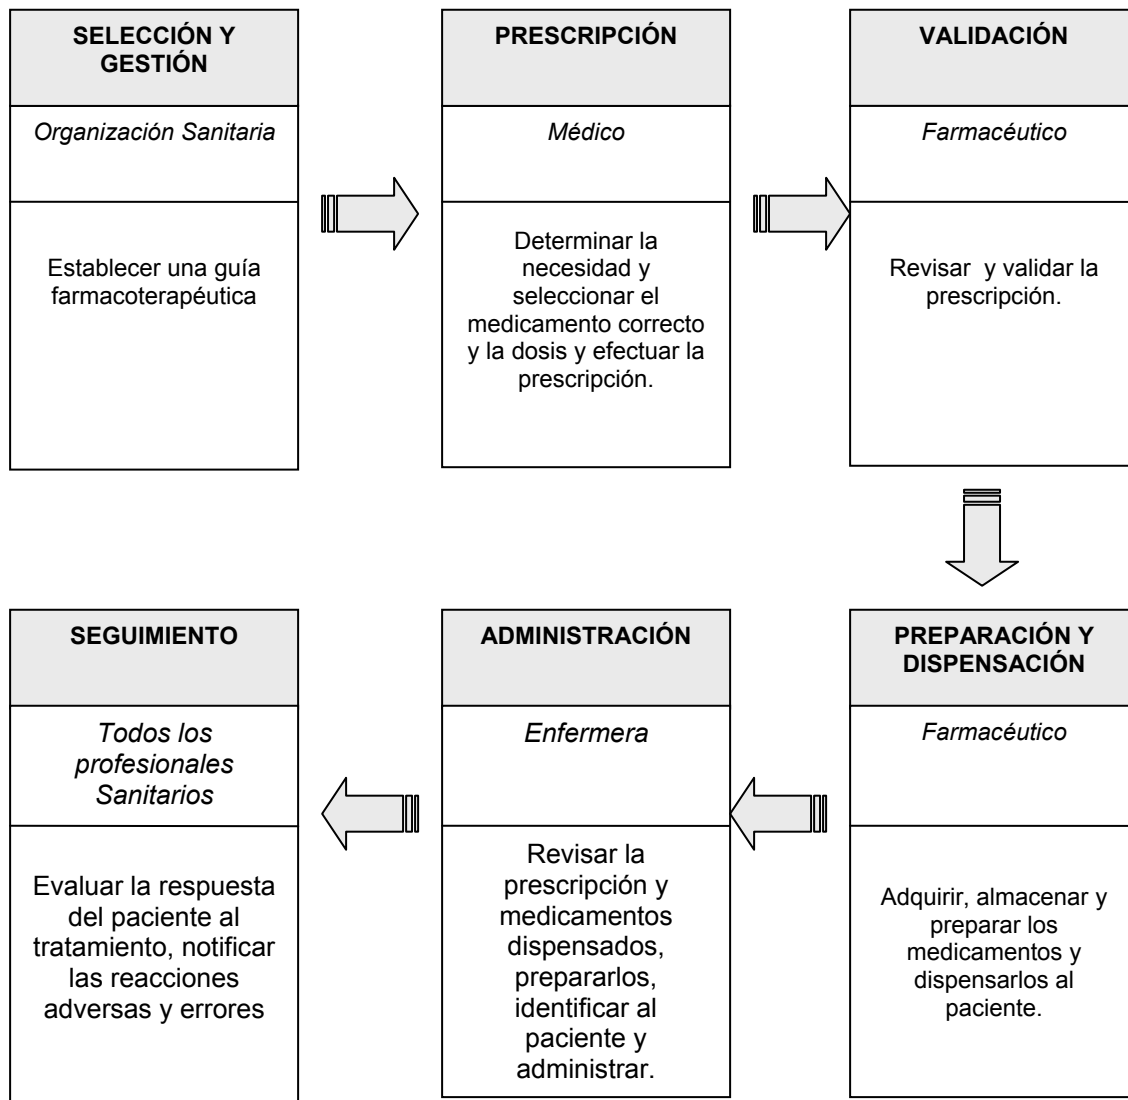 SELECCIÓN Y
GESTIÓN
Organización Sanitaria
Establecer una guía
farmacoterapéutica
PRESCRIPCIÓN
Médico
Determinar la
necesidad y
seleccionar el
medicamento correcto
y la dosis y efectuar la
prescripción.
VALIDACIÓN
Farmacéutico
Revisar  y validar la
prescripción.
PREPARACIÓN Y
DISPENSACIÓN
Farmacéutico
Adquirir, almacenar y
preparar los
medicamentos y
dispensarlos al
paciente.
ADMINISTRACIÓN
Enfermera
Revisar la
prescripción y
medicamentos
dispensados,
prepararlos,
identificar al
paciente y
administrar.
SEGUIMIENTO
Todos los
profesionales
Sanitarios
Evaluar la respuesta
del paciente al
tratamiento, notificar
las reacciones
adversas y errores